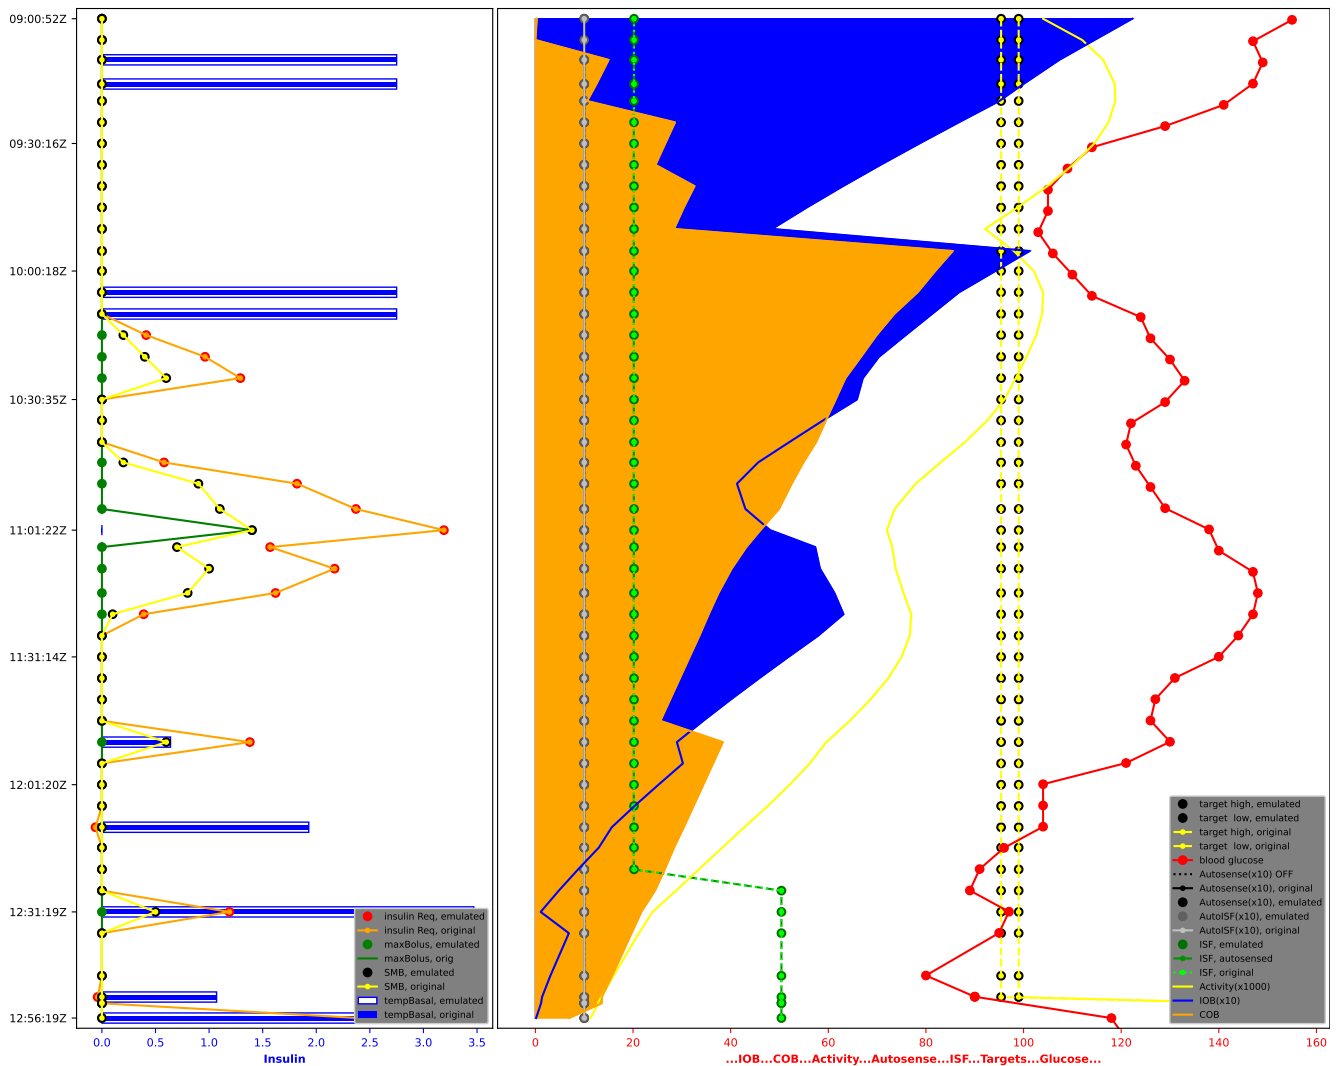 09:00:52Z
09:30:16Z
10:00:18Z
10:30:35Z
11:01:22Z
11:31:14Z
12:01:20Z
12:31:19Z
12:56:19Z
insulin Req, emulated
insulin Req, original
maxBolus, emulated
maxBolus, orig
SMB, emulated
SMB, original
tempBasal, emulated
tempBasal, original
0.0 0.5 1.0 1.5 2.0 2.5 3.0 3.5
Insulin
target high, emulated
target  low, emulated
target high, original
target  low, original
blood glucose
Autosense(x10) OFF
Autosense(x10), original
Autosense(x10), emulated
AutoISF(x10), emulated
AutoISF(x10), original
ISF, emulated
ISF, autosensed
ISF, original
Activity(x1000)
IOB(x10)
COB
0 20 40 60 80 100 120 140 160
...IOB...COB...Activity...Autosense...ISF...Targets...Glucose...